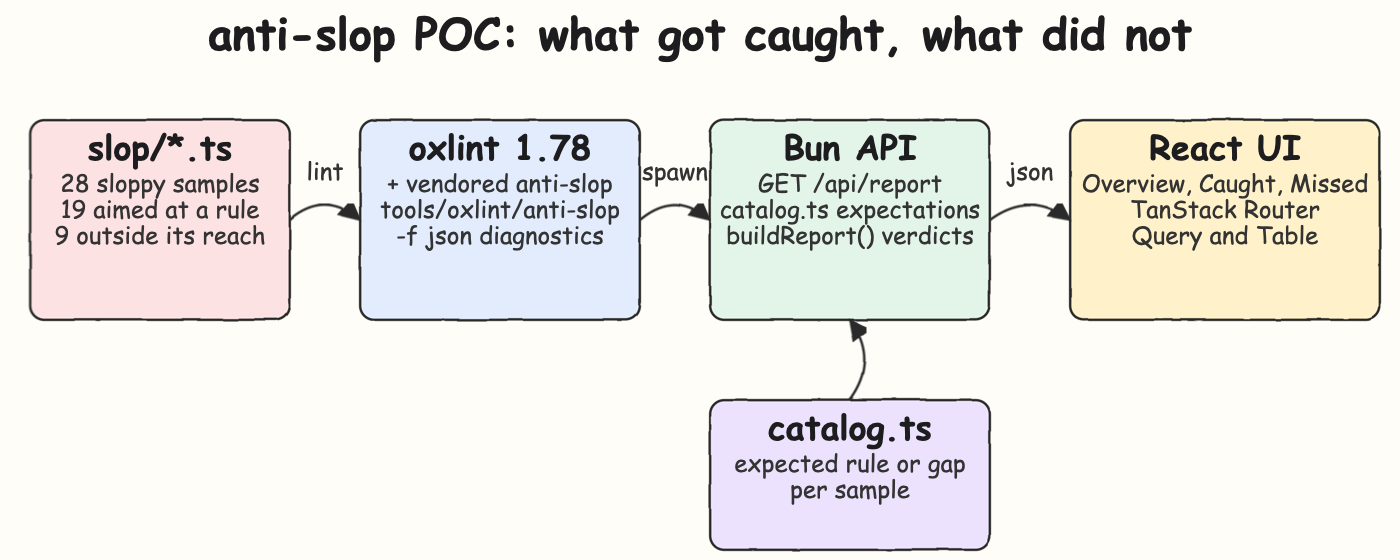 anti-slop POC: what got caught, what did not
slop/*.ts
28 sloppy samples
19 aimed at a rule
9 outside its reach
lint
oxlint 1.78
+ vendored anti-slop
tools/oxlint/anti-slop
-f json diagnostics
spawn
Bun API
GET /api/report
catalog.ts expectations
buildReport() verdicts
json
React UI
Overview, Caught, Missed
TanStack Router
Query and Table
catalog.ts
expected rule or gap
per sample